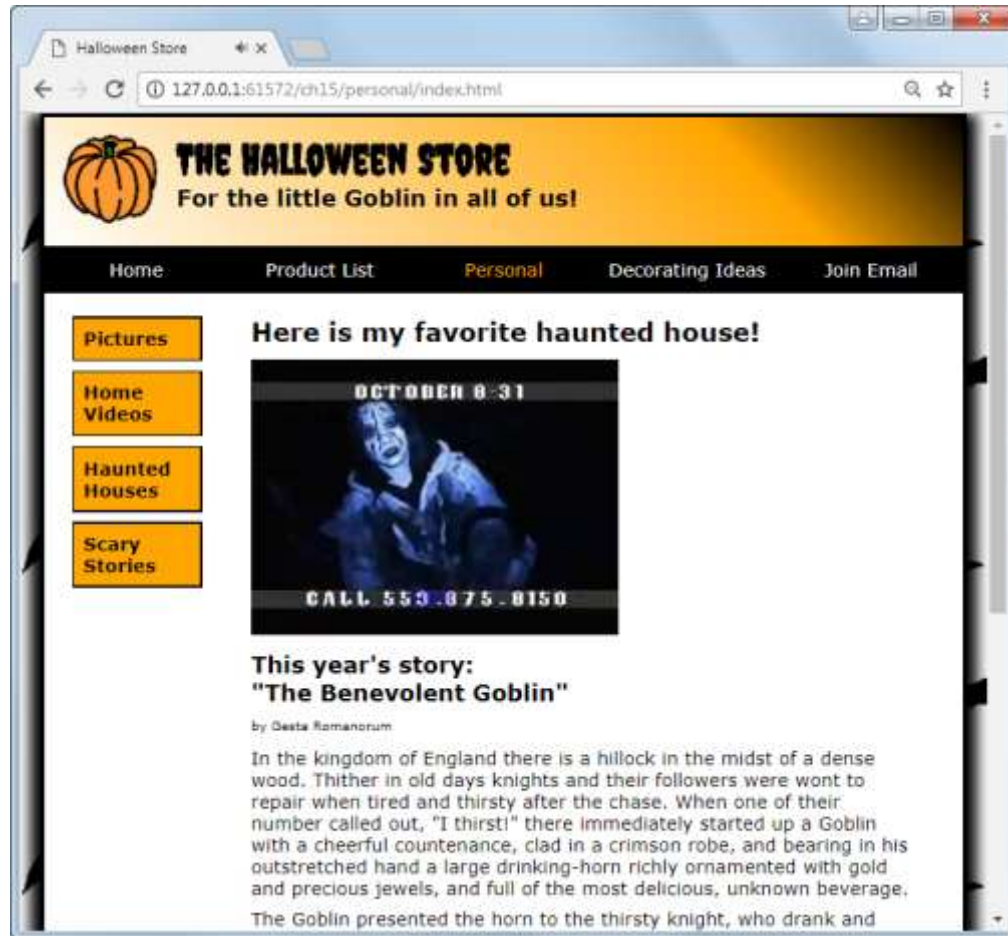 Halloween Store
127.0.0.1:61572/ch15/personal/index.html
THE HALLOWEEN STORE
For the little Goblin in all of us!
Home Product List Personal Decorating Ideas Join Email
Pictures
Home
Videos
Haunted
Houses
Scary
Stories
Here is my favorite haunted house!
OCTOBER 8-31
CALL 559.875.8150
This year's story:
"The Benevolent Goblin"
by Gesta Romanorum
In the kingdom of England there is a hillock in the midst of a dense
wood. Thither in old days knights and their followers were wont to
repair when tired and thirsty after the chase. When one of their
number called out, "I thirst!" there immediately started up a Goblin
with a cheerful countenance, clad in a crimson robe, and bearing in his
outstretched hand a large drinking-horn richly ornamented with gold
and precious jewels, and full of the most delicious, unknown beverage.
The Goblin presented the horn to the thirsty knight, who drank and